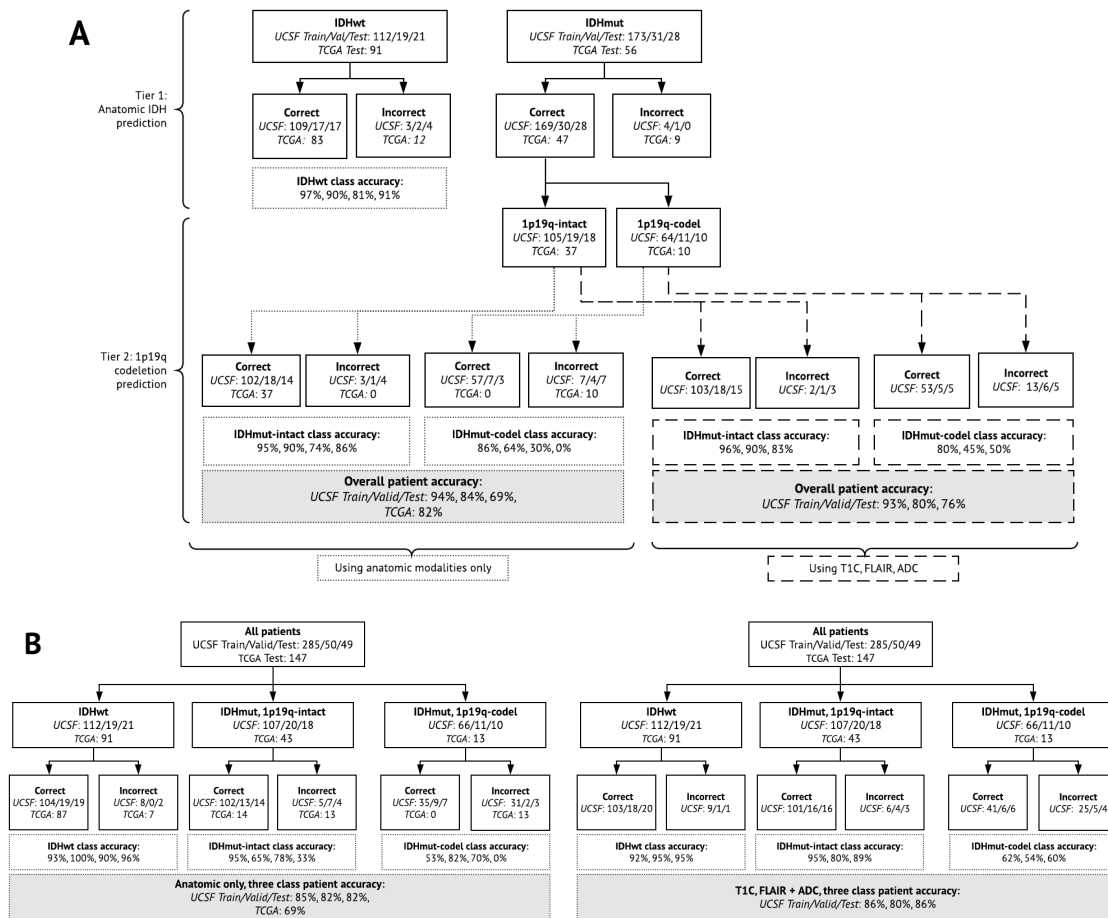 A
IDHwt
UCSF Train/Val/Test: 112/19/21
TCGA Test: 91
IDHmut
UCSF Train/Val/Test: 173/31/28
TCGA Test: 56
Tier 1:
Anatomic IDH
prediction
Correct
UCSF: 109/17/17
TCGA: 83
Incorrect
UCSF: 3/2/4
TCGA: 12
Correct
UCSF: 169/30/28
TCGA: 47
Incorrect
UCSF: 4/1/0
TCGA: 9
IDHwt class accuracy:
97%, 90%, 81%, 91%
1p19q-intact
UCSF: 105/19/18
TCGA: 37
1p19q-codel
UCSF: 64/11/10
TCGA: 10
Tier 2: 1p19q
codeletion
prediction
Correct
UCSF: 102/18/14
TCGA: 37
Incorrect
UCSF: 3/1/4
TCGA: 0
Correct
UCSF: 57/7/3
TCGA: 0
Incorrect
UCSF: 7/4/7
TCGA: 10
Correct
UCSF: 103/18/15
Incorrect
UCSF: 2/1/3
Correct
UCSF: 53/5/5
Incorrect
UCSF: 13/6/5
IDHmut-intact class accuracy:
95%, 90%, 74%, 86%
IDHmut-codel class accuracy:
86%, 64%, 30%, 0%
IDHmut-intact class accuracy:
96%, 90%, 83%
IDHmut-codel class accuracy:
80%, 45%, 50%
Overall patient accuracy:
UCSF Train/Valid/Test: 94%, 84%, 69%,
TCGA: 82%
Overall patient accuracy:
UCSF Train/Valid/Test: 93%, 80%, 76%
Using anatomic modalities only
Using T1C, FLAIR, ADC
B
All patients
UCSF Train/Valid/Test: 285/50/49
TCGA Test: 147
IDHwt
UCSF: 112/19/21
TCGA: 91
IDHmut, 1p19q-intact
UCSF: 107/20/18
TCGA: 43
IDHmut, 1p19q-codel
UCSF: 66/11/10
TCGA: 13
Correct
UCSF: 104/19/19
TCGA: 87
Incorrect
UCSF: 8/0/2
TCGA: 7
Correct
UCSF: 102/13/14
TCGA: 14
Incorrect
UCSF: 5/7/4
TCGA: 13
Correct
UCSF: 35/9/7
TCGA: 0
Incorrect
UCSF: 31/2/3
TCGA: 13
IDHwt class accuracy:
93%, 100%, 90%, 96%
IDHmut-intact class accuracy:
95%, 65%, 78%, 33%
IDHmut-codel class accuracy:
53%, 82%, 70%, 0%
Anatomic only, three class patient accuracy:
UCSF Train/Valid/Test: 85%, 82%, 82%,
TCGA: 69%
All patients
UCSF Train/Valid/Test: 285/50/49
TCGA Test: 147
IDHwt
UCSF: 112/19/21
TCGA: 91
IDHmut, 1p19q-intact
UCSF: 107/20/18
TCGA: 43
IDHmut, 1p19q-codel
UCSF: 66/11/10
TCGA: 13
Correct
UCSF: 103/18/20
Incorrect
UCSF: 9/1/1
Correct
UCSF: 101/16/16
Incorrect
UCSF: 6/4/3
Correct
UCSF: 41/6/6
Incorrect
UCSF: 25/5/4
IDHwt class accuracy:
92%, 95%, 95%
IDHmut-intact class accuracy:
95%, 80%, 89%
IDHmut-codel class accuracy:
62%, 54%, 60%
T1C, FLAIR + ADC, three class patient accuracy:
UCSF Train/Valid/Test: 86%, 80%, 86%